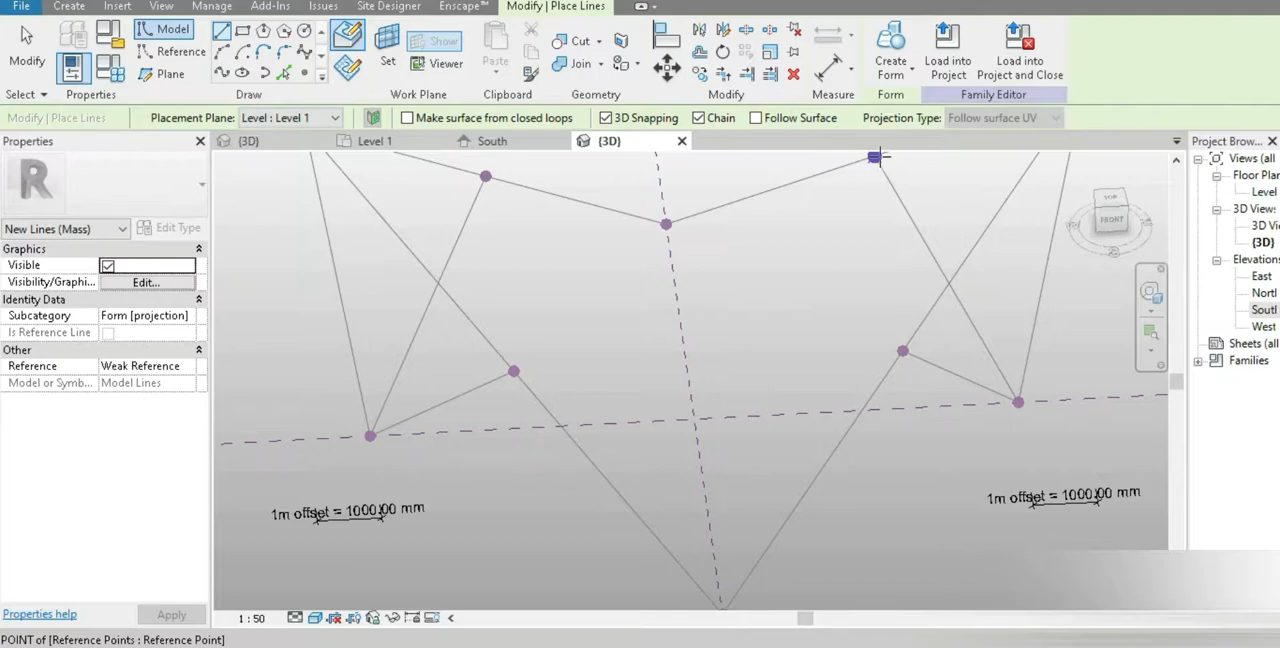 File Create Insert View Manage Add-Ins Issues Site Designer Enscape™ Modify | Place Lines
Modify
Select
Properties
Model
Reference
Plane
Draw
Set
Show
Viewer
Work Plane
Paste
Clipboard
Cut
Join
Geometry
Modify
Measure
Create
Form
Form
Load into
Project
Load into
Project and Close
Family Editor
Modify | Place Lines
Placement Plane: Level : Level 1
Make surface from closed loops
3D Snapping
Chain
Follow Surface
Projection Type: Follow surface UV
Properties
{3D}
Level 1
South
{3D}
Project Brow...
R
New Lines (Mass)
Edit Type
Graphics
Visible
Visibility/Graphi... Edit...
Identity Data
Subcategory Form [projection]
Is Reference Line
Other
Reference Weak Reference
Model or Symb... Model Lines
Properties help
Apply
TOP
FRONT
1m offset = 1000.00 mm
1m offset = 1000.00 mm
Views (all
Floor Plan
Level
3D Views
3D Vi
{3D}
Elevations
East
North
South
West
Sheets (all
Families
1 : 50
POINT of [Reference Points : Reference Point]